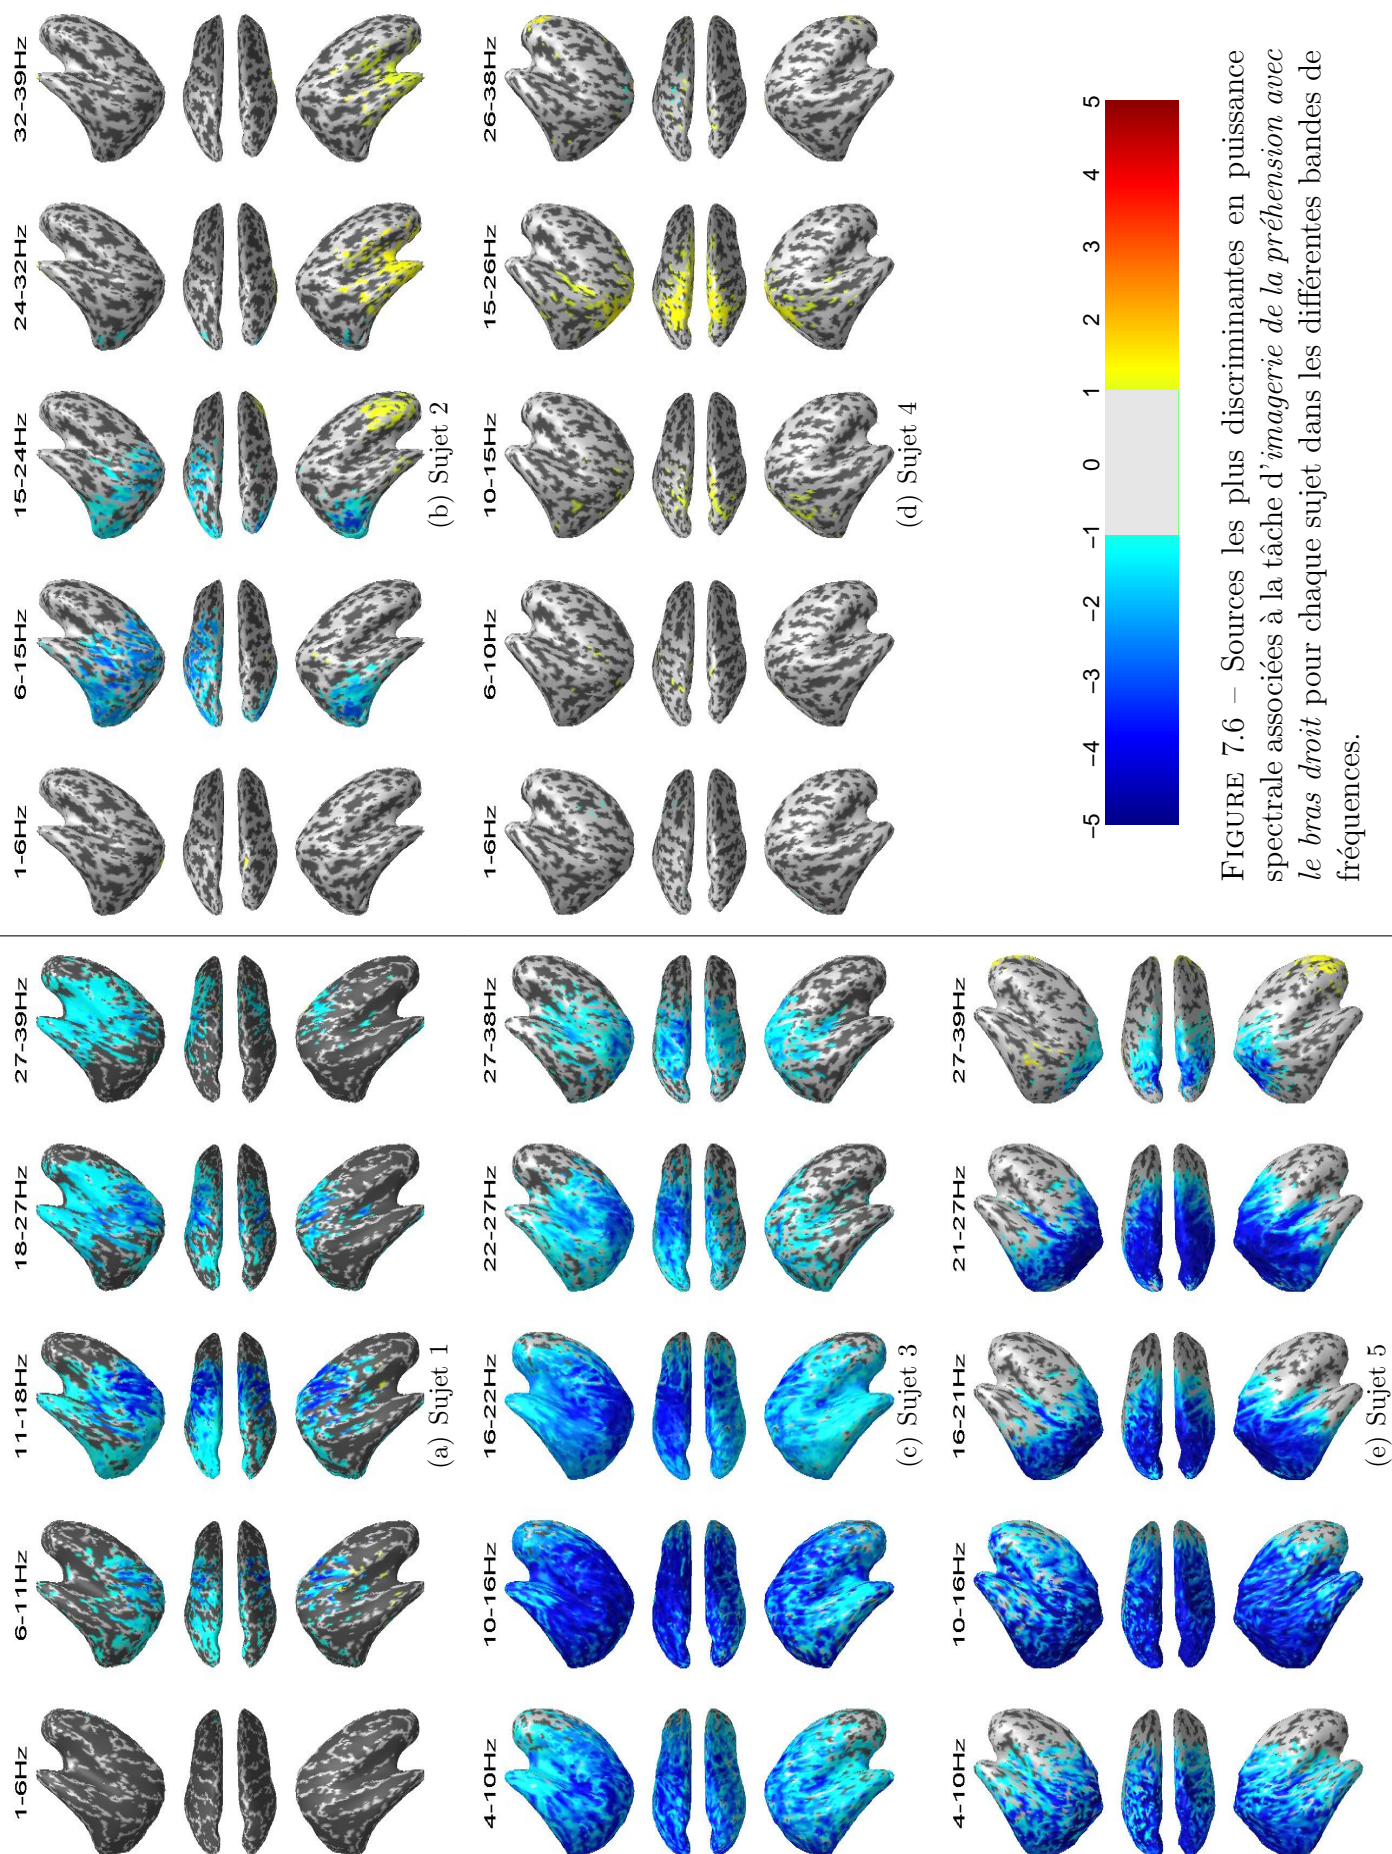 1-6Hz
6-11Hz
11-18Hz
18-27Hz
27-39Hz
(a) Sujet 1
1-6Hz
6-15Hz
15-24Hz
24-32Hz
32-39Hz
(b) Sujet 2
4-10Hz
10-16Hz
16-22Hz
22-27Hz
27-38Hz
(c) Sujet 3
1-6Hz
6-10Hz
10-15Hz
15-26Hz
26-38Hz
(d) Sujet 4
4-10Hz
10-16Hz
16-21Hz
21-27Hz
27-39Hz
(e) Sujet 5
−5 −4 −3 −2 −1 0 1 2 3 4 5
FIGURE 7.6 – Sources les plus discriminantes en puissance
spectrale associées à la tâche d'imagerie de la préhension avec
le bras droit pour chaque sujet dans les différentes bandes de
fréquences.